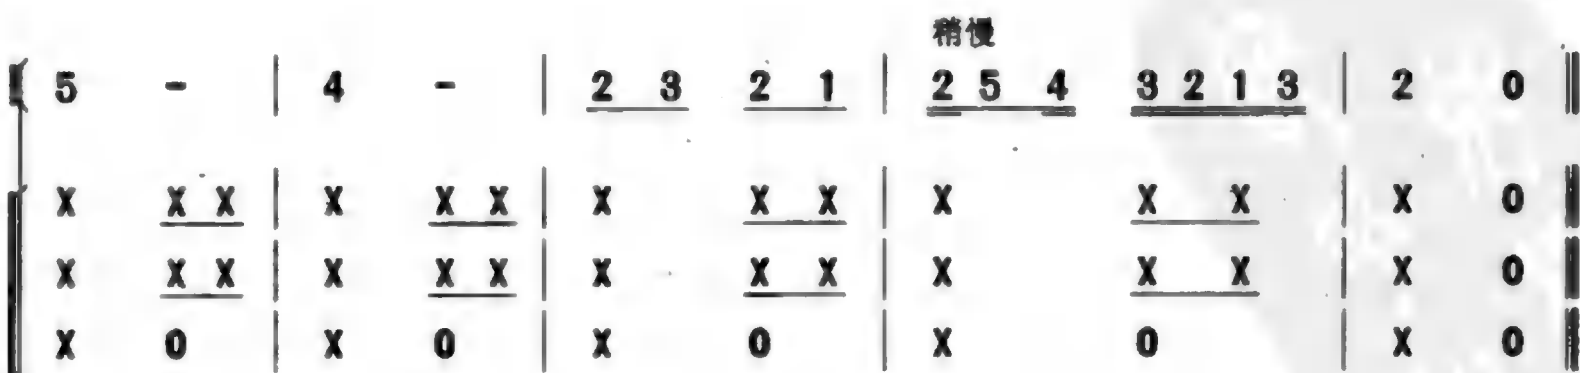 稍慢
5 - | 4 - | 2 3 2 1 | 2 5 4 3 2 1 3 | 2 0 ‖
X X X | X X X | X X X | X X X | X 0 ‖
X X X | X X X | X X X | X X X | X 0 ‖
X 0 | X 0 | X 0 | X 0 | X 0 ‖